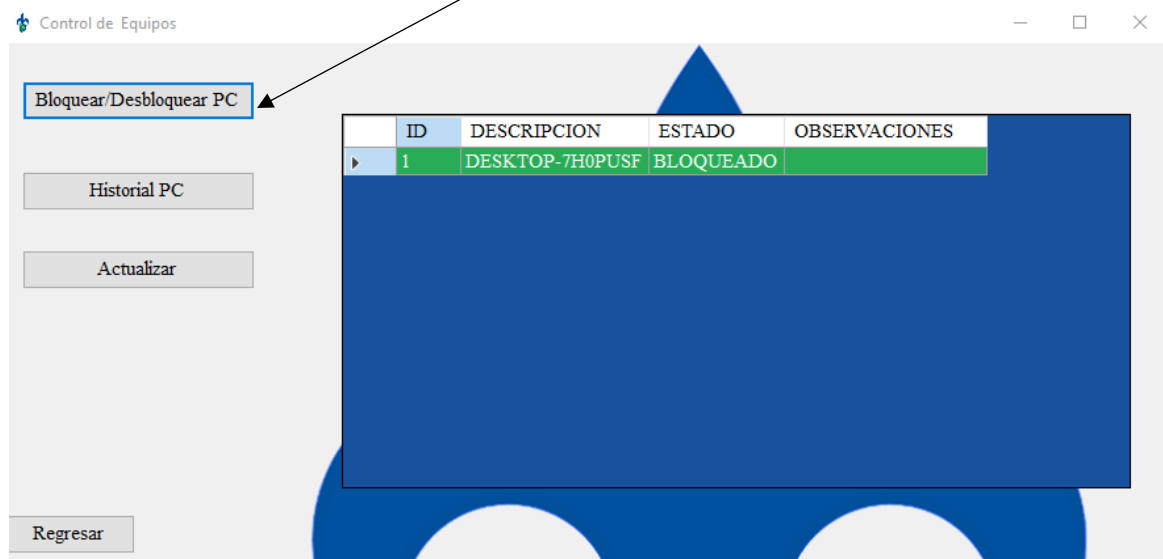 Control de Equipos
Bloquear/Desbloquear PC
Historial PC
Actualizar
ID DESCRIPCION ESTADO OBSERVACIONES
1 DESKTOP-7H0PUSF BLOQUEADO
Regresar